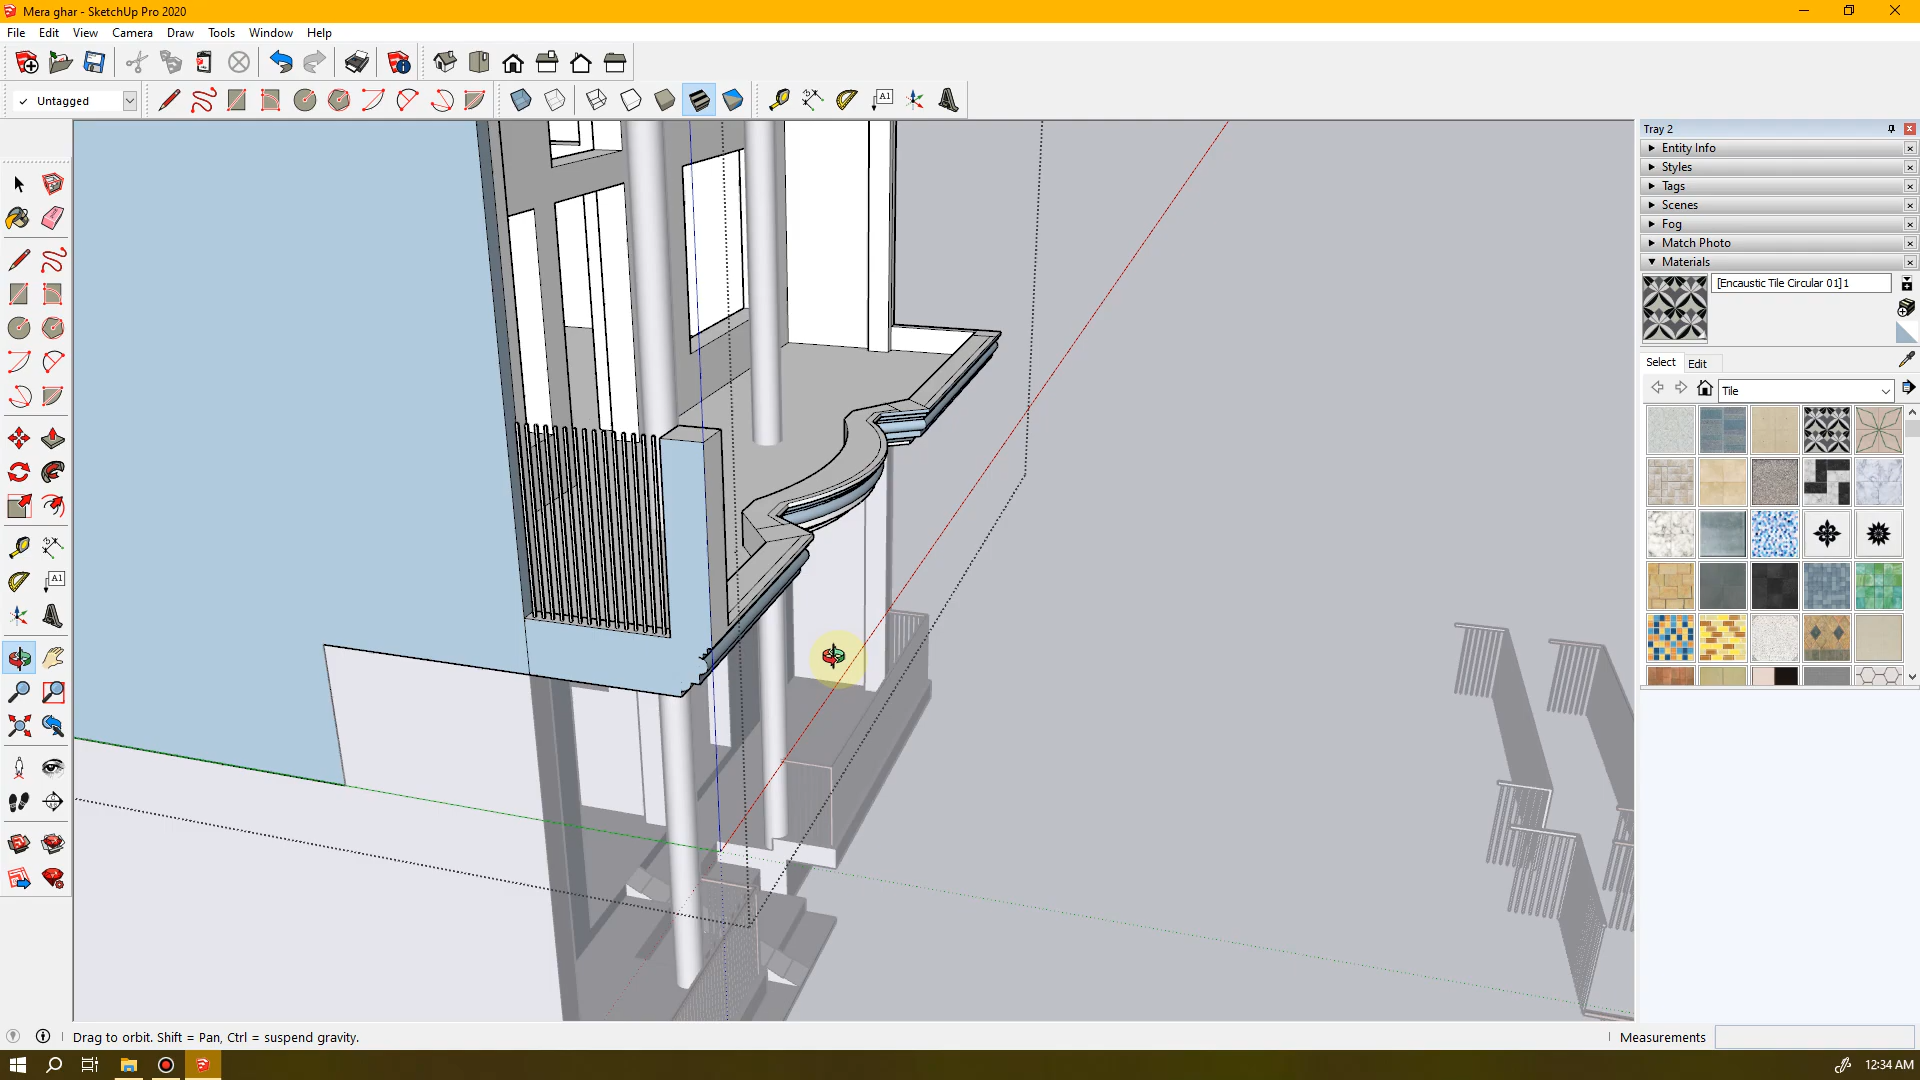 Mera ghar - SketchUp Pro 2020
File Edit View Camera Draw Tools Window Help
✓ Untagged
A1
Tray 2
Entity Info
Styles
Tags
Scenes
Fog
Match Photo
Materials
[Encaustic Tile Circular 01]1
Select Edit
Tile
A1
Drag to orbit. Shift = Pan, Ctrl = suspend gravity.
Measurements
12:34 AM